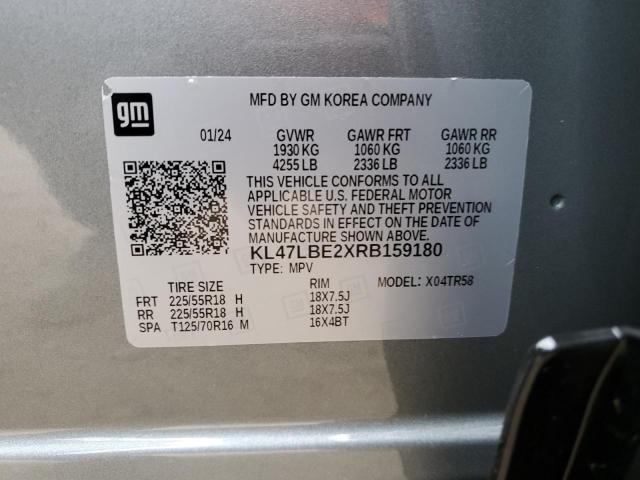 gm
MFD BY GM KOREA COMPANY
01/24 GVWR GAWR FRT GAWR RR
1930 KG 1060 KG 1060 KG
4255 LB 2336 LB 2336 LB
THIS VEHICLE CONFORMS TO ALL
APPLICABLE U.S. FEDERAL MOTOR
VEHICLE SAFETY AND THEFT PREVENTION
STANDARDS IN EFFECT ON THE DATE OF
MANUFACTURE SHOWN ABOVE.
KL47LBE2XRB159180
TYPE: MPV
TIRE SIZE RIM MODEL: X04TR58
FRT 225/55R18 H 18X7.5J
RR 225/55R18 H 18X7.5J
SPA T125/70R16 M 16X4BT